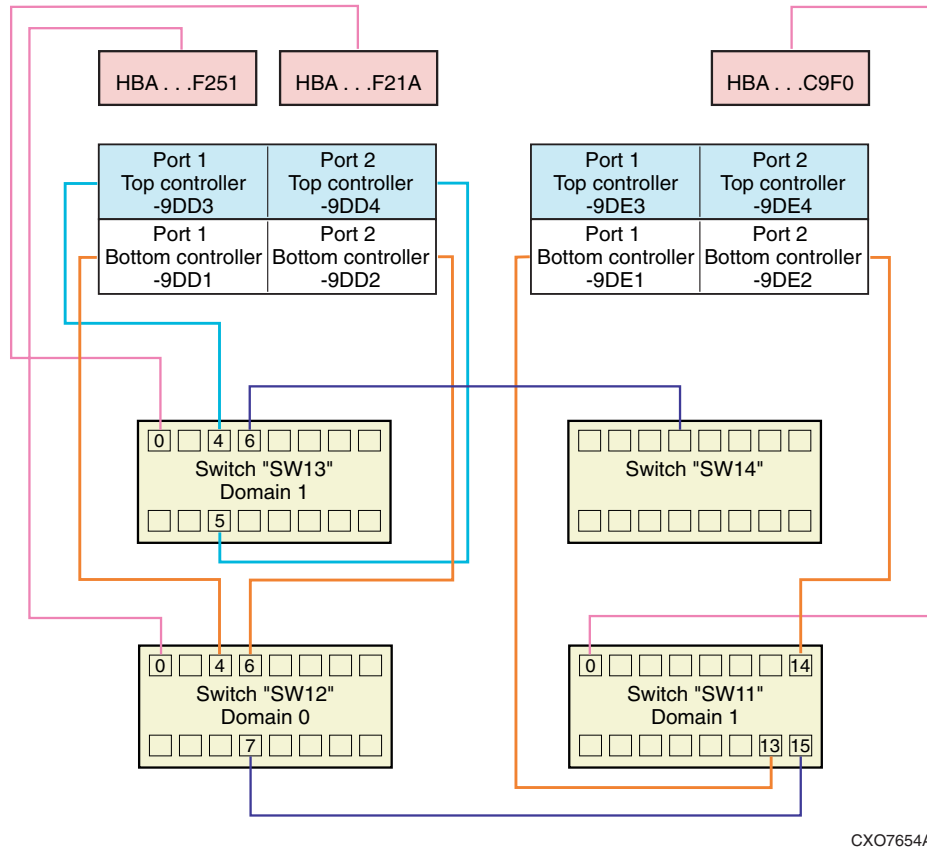 HBA . . .F251
HBA . . .F21A
HBA . . .C9F0
Port 1
Top controller
-9DD3
Port 2
Top controller
-9DD4
Port 1
Bottom controller
-9DD1
Port 2
Bottom controller
-9DD2
Port 1
Top controller
-9DE3
Port 2
Top controller
-9DE4
Port 1
Bottom controller
-9DE1
Port 2
Bottom controller
-9DE2
0 4 6
Switch "SW13"
Domain 1
5
Switch "SW14"
0 4 6
Switch "SW12"
Domain 0
7
0 14
Switch "SW11"
Domain 1
13 15
CXO7654A